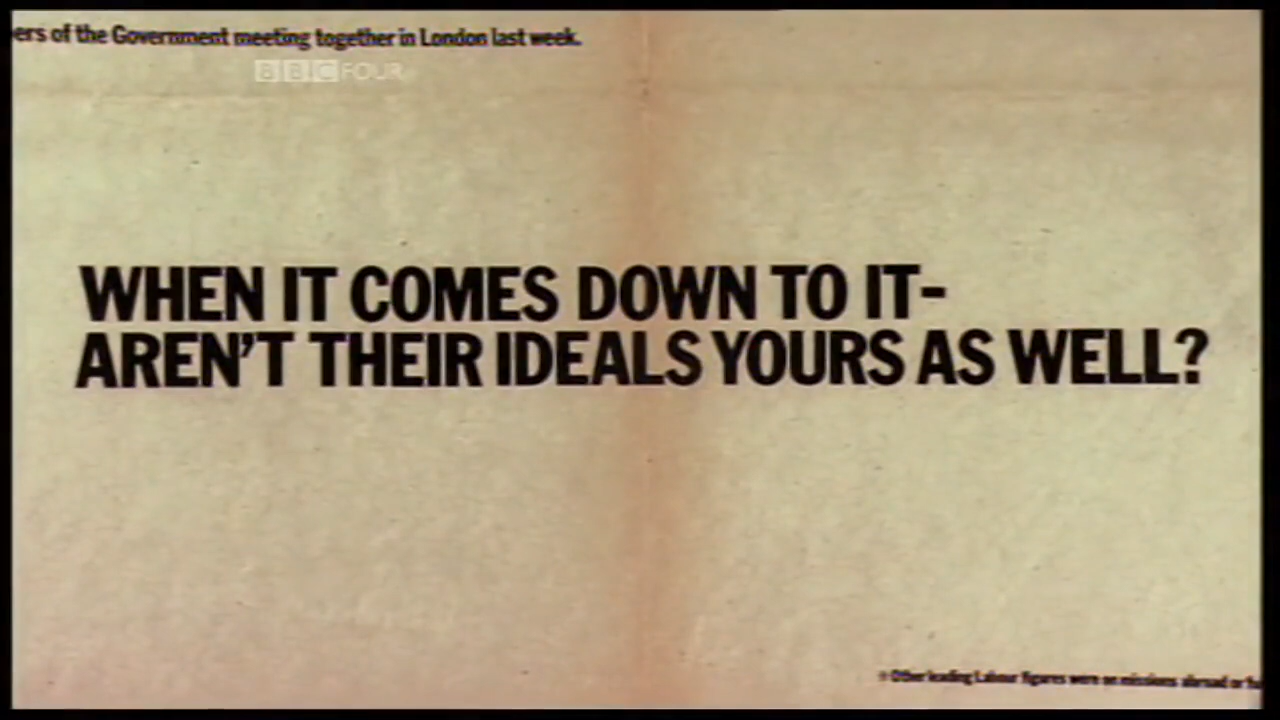 ers of the Government meeting together in London last week.
BBC FOUR
WHEN IT COMES DOWN TO IT-
AREN'T THEIR IDEALS YOURS AS WELL?
Other leading Labour figures were on missions abroad or